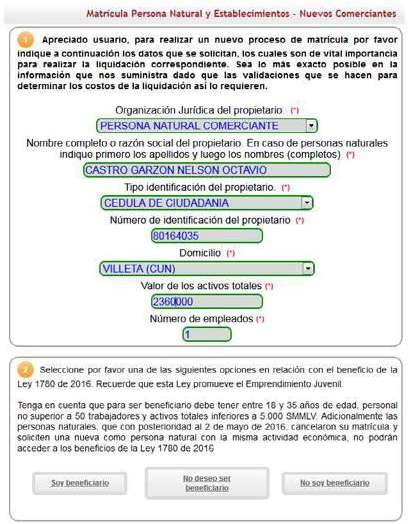 Matrícula Persona Natural y Establecimientos - Nuevos Comerciantes
1 Apreciado usuario, para realizar un nuevo proceso de matrícula por favor
indique a continuación los datos que se solicitan, los cuales son de vital importancia
para realizar la liquidación correspondiente. Sea lo más exacto posible en la
información que nos suministra dado que las validaciones que se hacen para
determinar los costos de la liquidación así lo requieren.
Organización Jurídica del propietario (*)
PERSONA NATURAL COMERCIANTE
Nombre completo o razón social del propietario En caso de personas naturales
indique primero los apellidos y luego los nombres (completos) (*)
CASTRO GARZON NELSON OCTAVIO
Tipo identificación del propietario. (*)
CEDULA DE CIUDADANIA
Número de identificación del propietario (*)
80164035
Domicilio (*)
VILLETA (CUN)
Valor de los activos totales (*)
2360000
Número de empleados (*)
1
2 Seleccione por favor una de las siguientes opciones en relación con el beneficio de la
Ley 1780 de 2016. Recuerde que esta Ley promueve el Emprendimiento Juvenil
Tenga en cuenta que para ser beneficiario debe tener entre 18 y 35 años de edad, personal
no superior a 50 trabajadores y activos totales inferiores a 5.000 SMMLV. Adicionalmente las
personas naturales, que con posterioridad al 2 de mayo de 2016, cancelaron su matrícula y
soliciten una nueva como persona natural con la misma actividad económica, no podrán
acceder a los beneficios de la Ley 1780 de 2016
Soy beneficiario
No deseo ser
beneficiario
No soy beneficiario